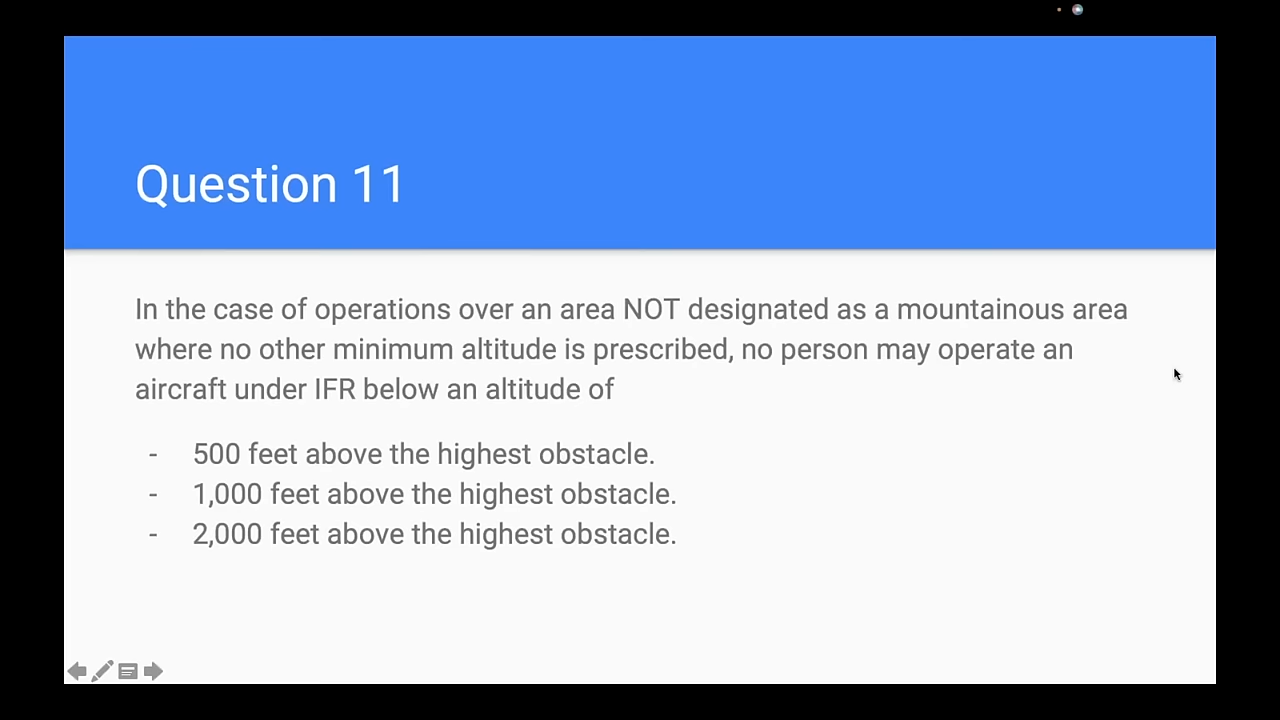 Question 11
In the case of operations over an area NOT designated as a mountainous area
where no other minimum altitude is prescribed, no person may operate an
aircraft under IFR below an altitude of
- 500 feet above the highest obstacle.
- 1,000 feet above the highest obstacle.
- 2,000 feet above the highest obstacle.